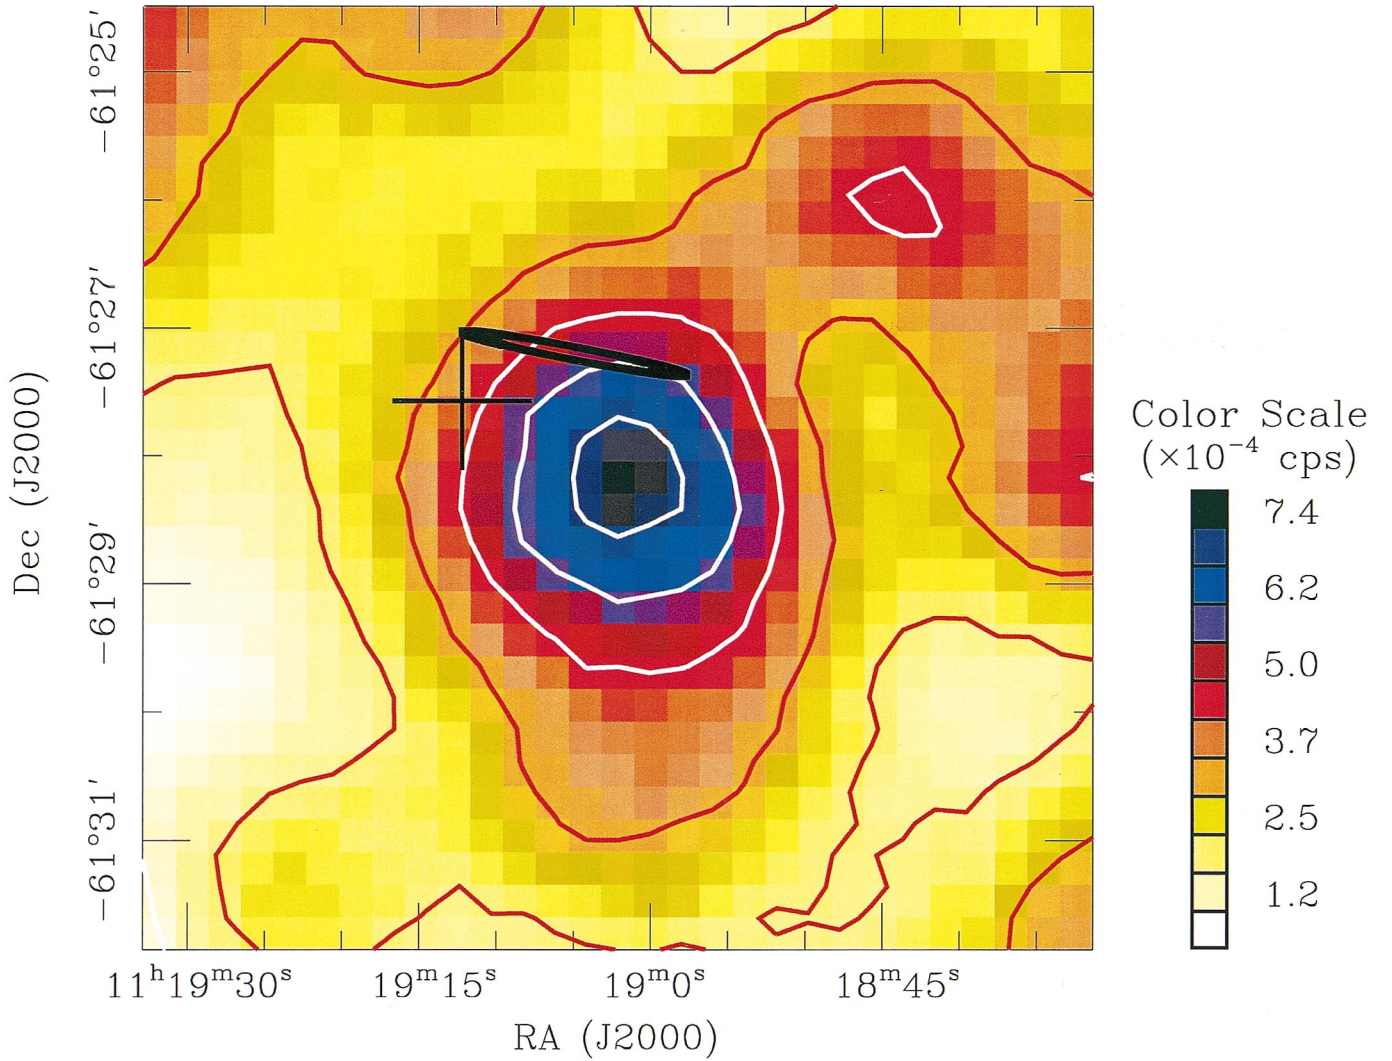 −61°25′
−61°27′
−61°29′
−61°31′
Dec (J2000)
11ʰ19ᵐ30ˢ
19ᵐ15ˢ
19ᵐ0ˢ
18ᵐ45ˢ
RA (J2000)
Color Scale
(×10⁻⁴ cps)
7.4
6.2
5.0
3.7
2.5
1.2